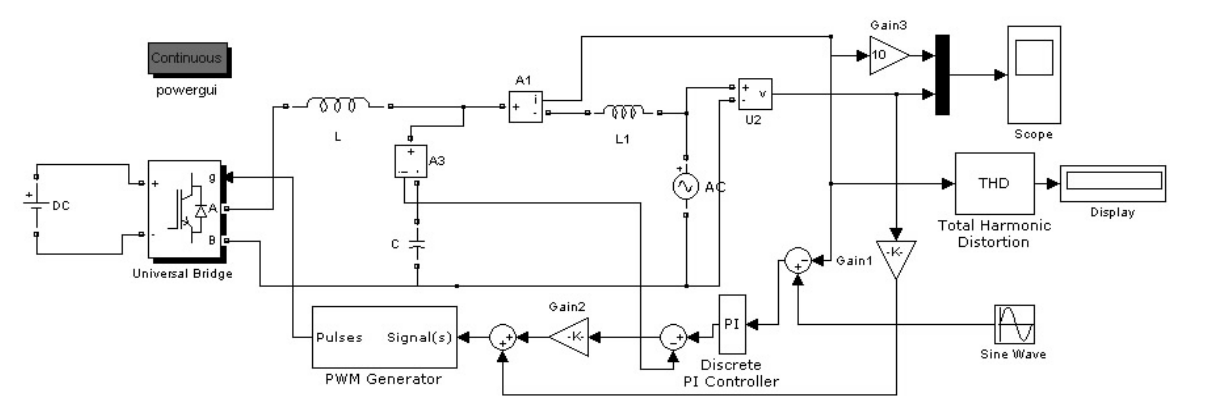 Gain3
10
Continuous
powergui
A1
+
i
-
L
L1
+
-
v
U2
Scope
+
-
A3
+
AC
THD
Total Harmonic
Distortion
Display
+
DC
+
-
g
A
B
Universal Bridge
C
-K-
Gain1
-
+
Gain2
Pulses
Signal(s)
PWM Generator
+
+
-K-
+
-
PI
Discrete
PI Controller
Sine Wave